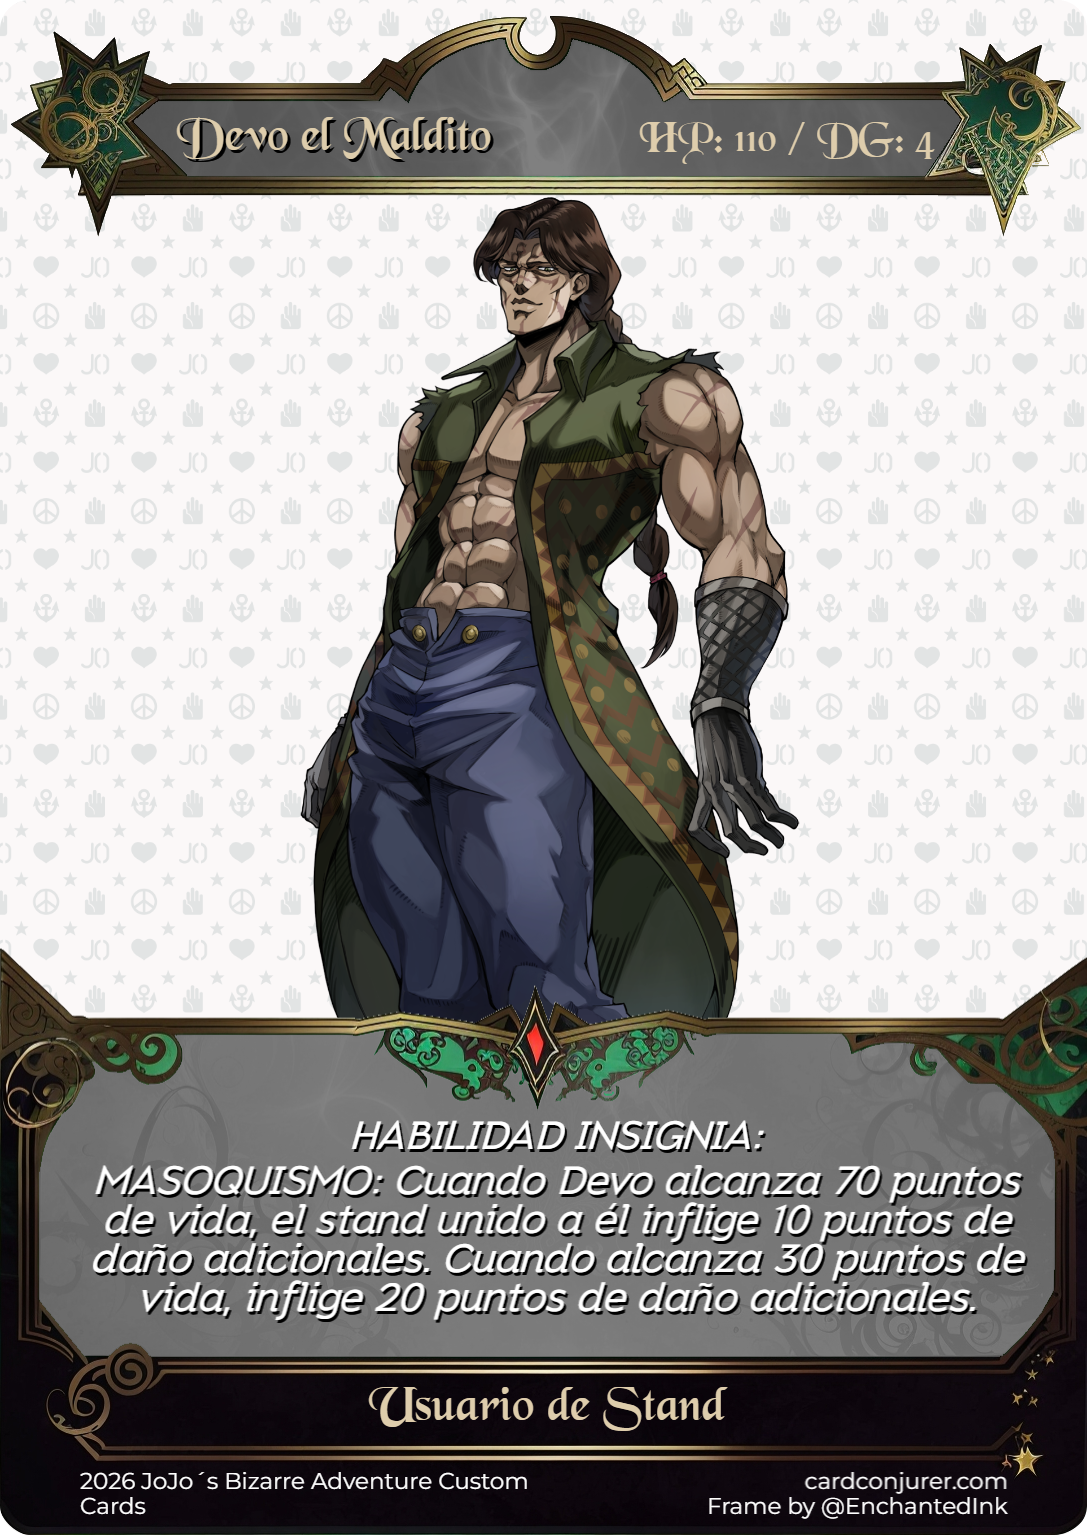 Devo el Maldito HP: 110 / DG: 4
HABILIDAD INSIGNIA:
MASOQUISMO: Cuando Devo alcanza 70 puntos
de vida, el stand unido a él inflige 10 puntos de
daño adicionales. Cuando alcanza 30 puntos de
vida, inflige 20 puntos de daño adicionales.
Usuario de Stand
2026 JoJo´s Bizarre Adventure Custom
Cards
cardconjurer.com
Frame by @EnchantedInk